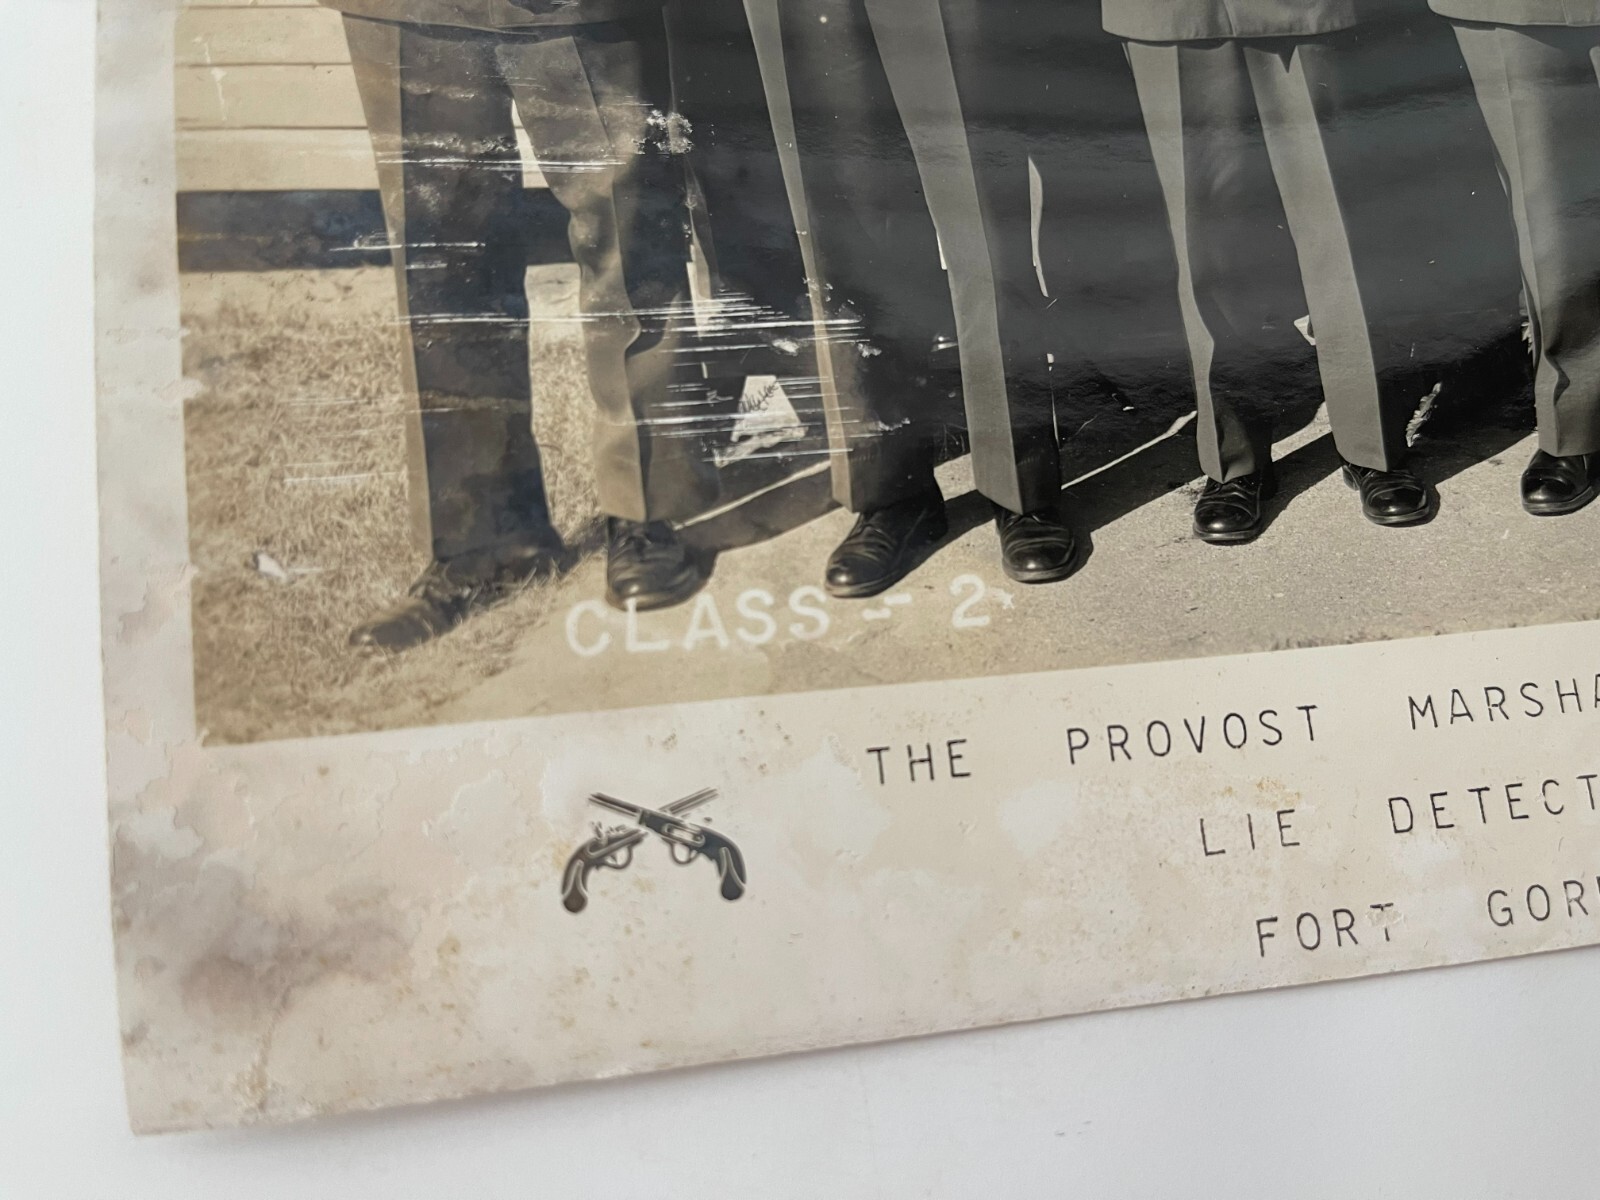 CLASS - 2
THE PROVOST MARSHA
LIE DETECT
FORT GOR